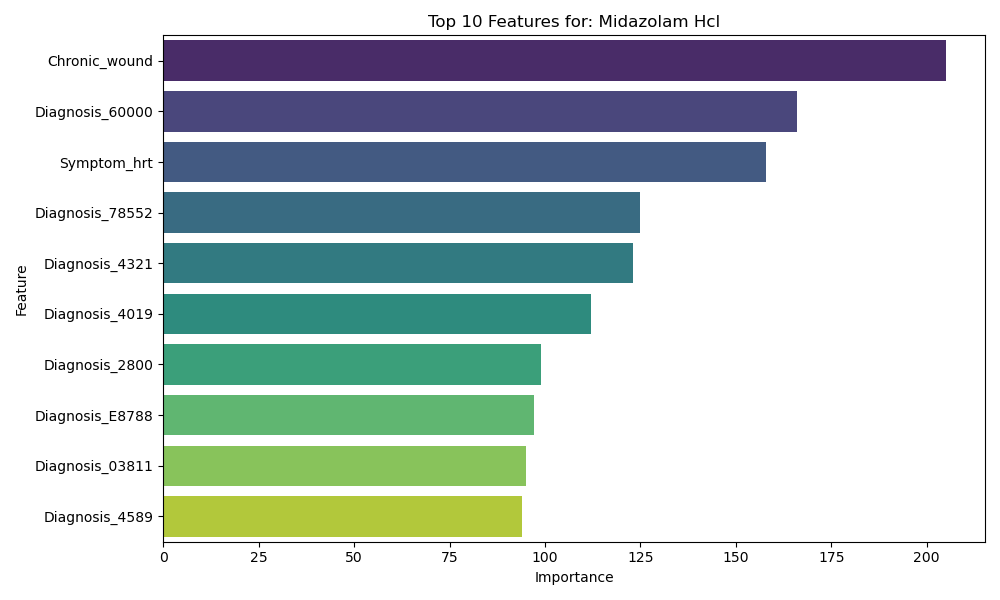 Top 10 Features for: Midazolam Hcl
Feature
Chronic_wound
Diagnosis_60000
Symptom_hrt
Diagnosis_78552
Diagnosis_4321
Diagnosis_4019
Diagnosis_2800
Diagnosis_E8788
Diagnosis_03811
Diagnosis_4589
0 25 50 75 100 125 150 175 200
Importance